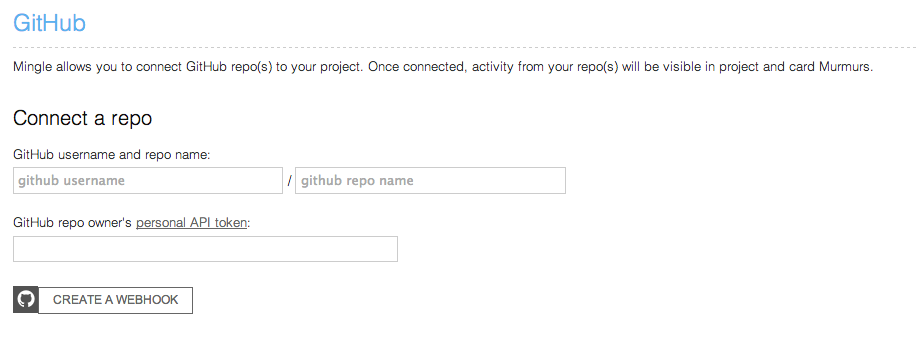 GitHub
Mingle allows you to connect GitHub repo(s) to your project. Once connected, activity from your repo(s) will be visible in project and card Murmurs.
Connect a repo
GitHub username and repo name:
github username / github repo name
GitHub repo owner's personal API token:
CREATE A WEBHOOK